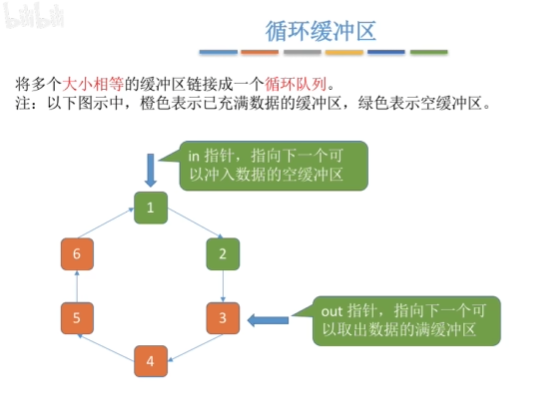 bilibili
循环缓冲区
将多个大小相等的缓冲区链接成一个循环队列。
注：以下图示中，橙色表示已充满数据的缓冲区，绿色表示空缓冲区。
in 指针，指向下一个可
以冲入数据的空缓冲区
1
6
2
5
3
out 指针，指向下一个可
以取出数据的满缓冲区
4